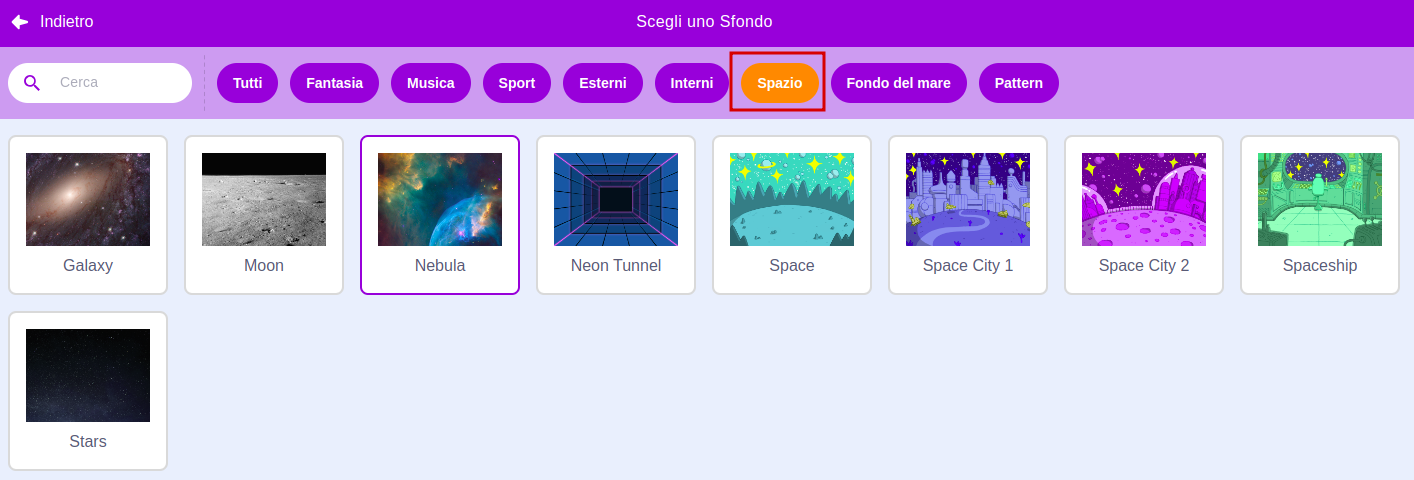 Indietro
Scegli uno Sfondo
Cerca
Tutti
Fantasia
Musica
Sport
Esterni
Interni
Spazio
Fondo del mare
Pattern
Galaxy
Moon
Nebula
Neon Tunnel
Space
Space City 1
Space City 2
Spaceship
Stars